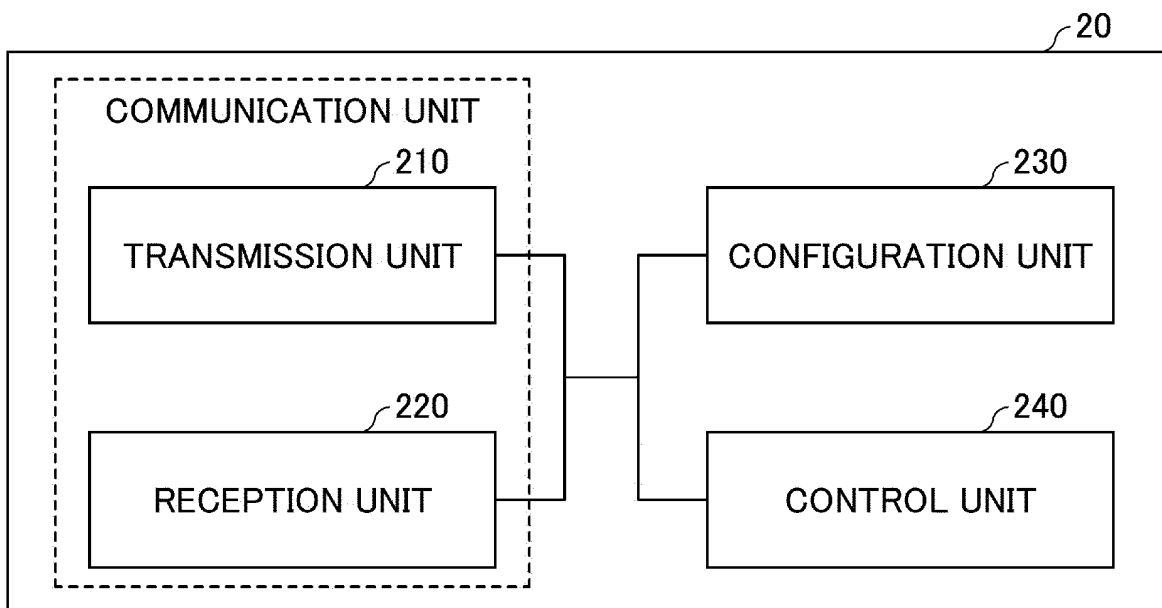 20
COMMUNICATION UNIT
210
230
TRANSMISSION UNIT
CONFIGURATION UNIT
220
240
RECEPTION UNIT
CONTROL UNIT